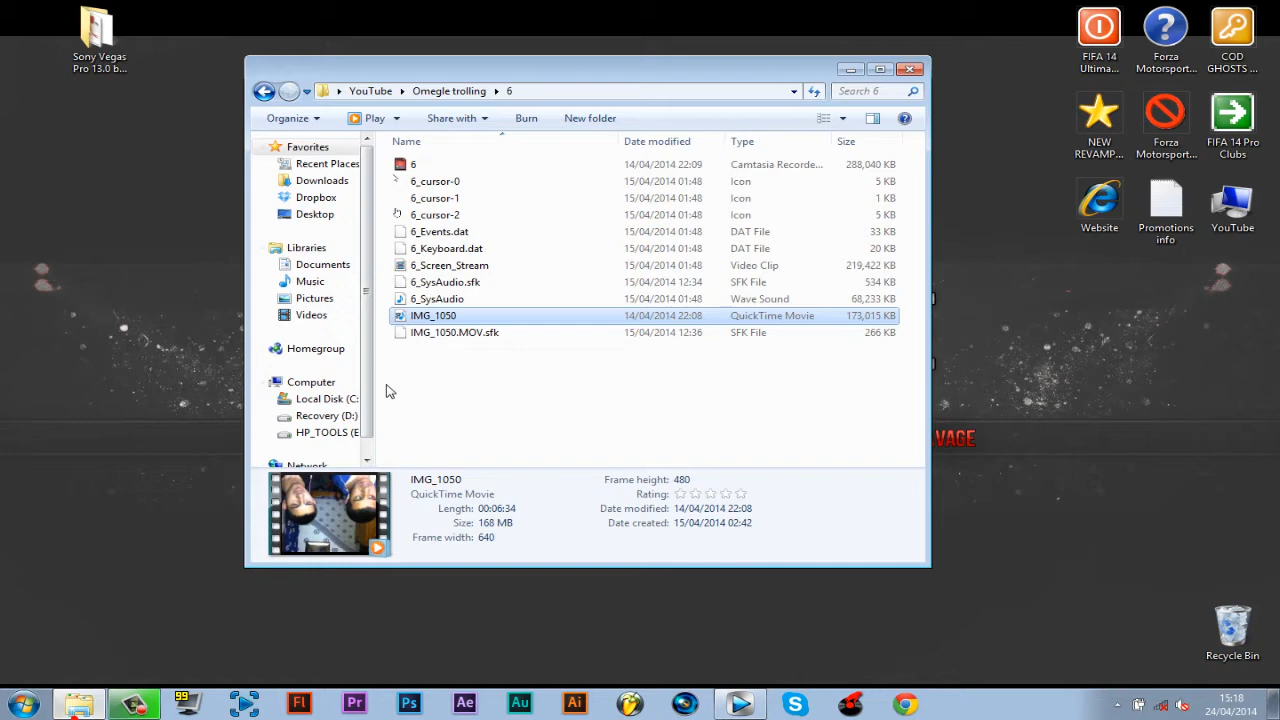 Sony Vegas
Pro 13.0 b...
FIFA 14
Ultima...
Forza
Motorsport...
COD
GHOSTS ...
NEW
REVAMP...
Forza
Motorsport...
FIFA 14 Pro
Clubs
Website
Promotions
info
YouTube
Recycle Bin
YouTube Omegle trolling 6
Search 6
Organize Play Share with Burn New folder
Name Date modified Type Size
Favorites
Recent Places
Downloads
Dropbox
Desktop
Libraries
Documents
Music
Pictures
Videos
Homegroup
Computer
Local Disk (C:
Recovery (D:)
HP_TOOLS (E
Network
6 14/04/2014 22:09 Camtasia Recorde... 288,040 KB
6_cursor-0 15/04/2014 01:48 Icon 5 KB
6_cursor-1 15/04/2014 01:48 Icon 1 KB
6_cursor-2 15/04/2014 01:48 Icon 5 KB
6_Events.dat 15/04/2014 01:48 DAT File 33 KB
6_Keyboard.dat 15/04/2014 01:48 DAT File 20 KB
6_Screen_Stream 15/04/2014 01:48 Video Clip 219,422 KB
6_SysAudio.sfk 15/04/2014 12:34 SFK File 534 KB
6_SysAudio 15/04/2014 01:48 Wave Sound 68,233 KB
IMG_1050 14/04/2014 22:08 QuickTime Movie 173,015 KB
IMG_1050.MOV.sfk 15/04/2014 12:36 SFK File 266 KB
VAGE
IMG_1050
QuickTime Movie
Length: 00:06:34
Size: 168 MB
Frame width: 640
Frame height: 480
Rating:
Date modified: 14/04/2014 22:08
Date created: 15/04/2014 02:42
99
Fl
Pr
Ps
Ae
Au
Ai
15:18
24/04/2014